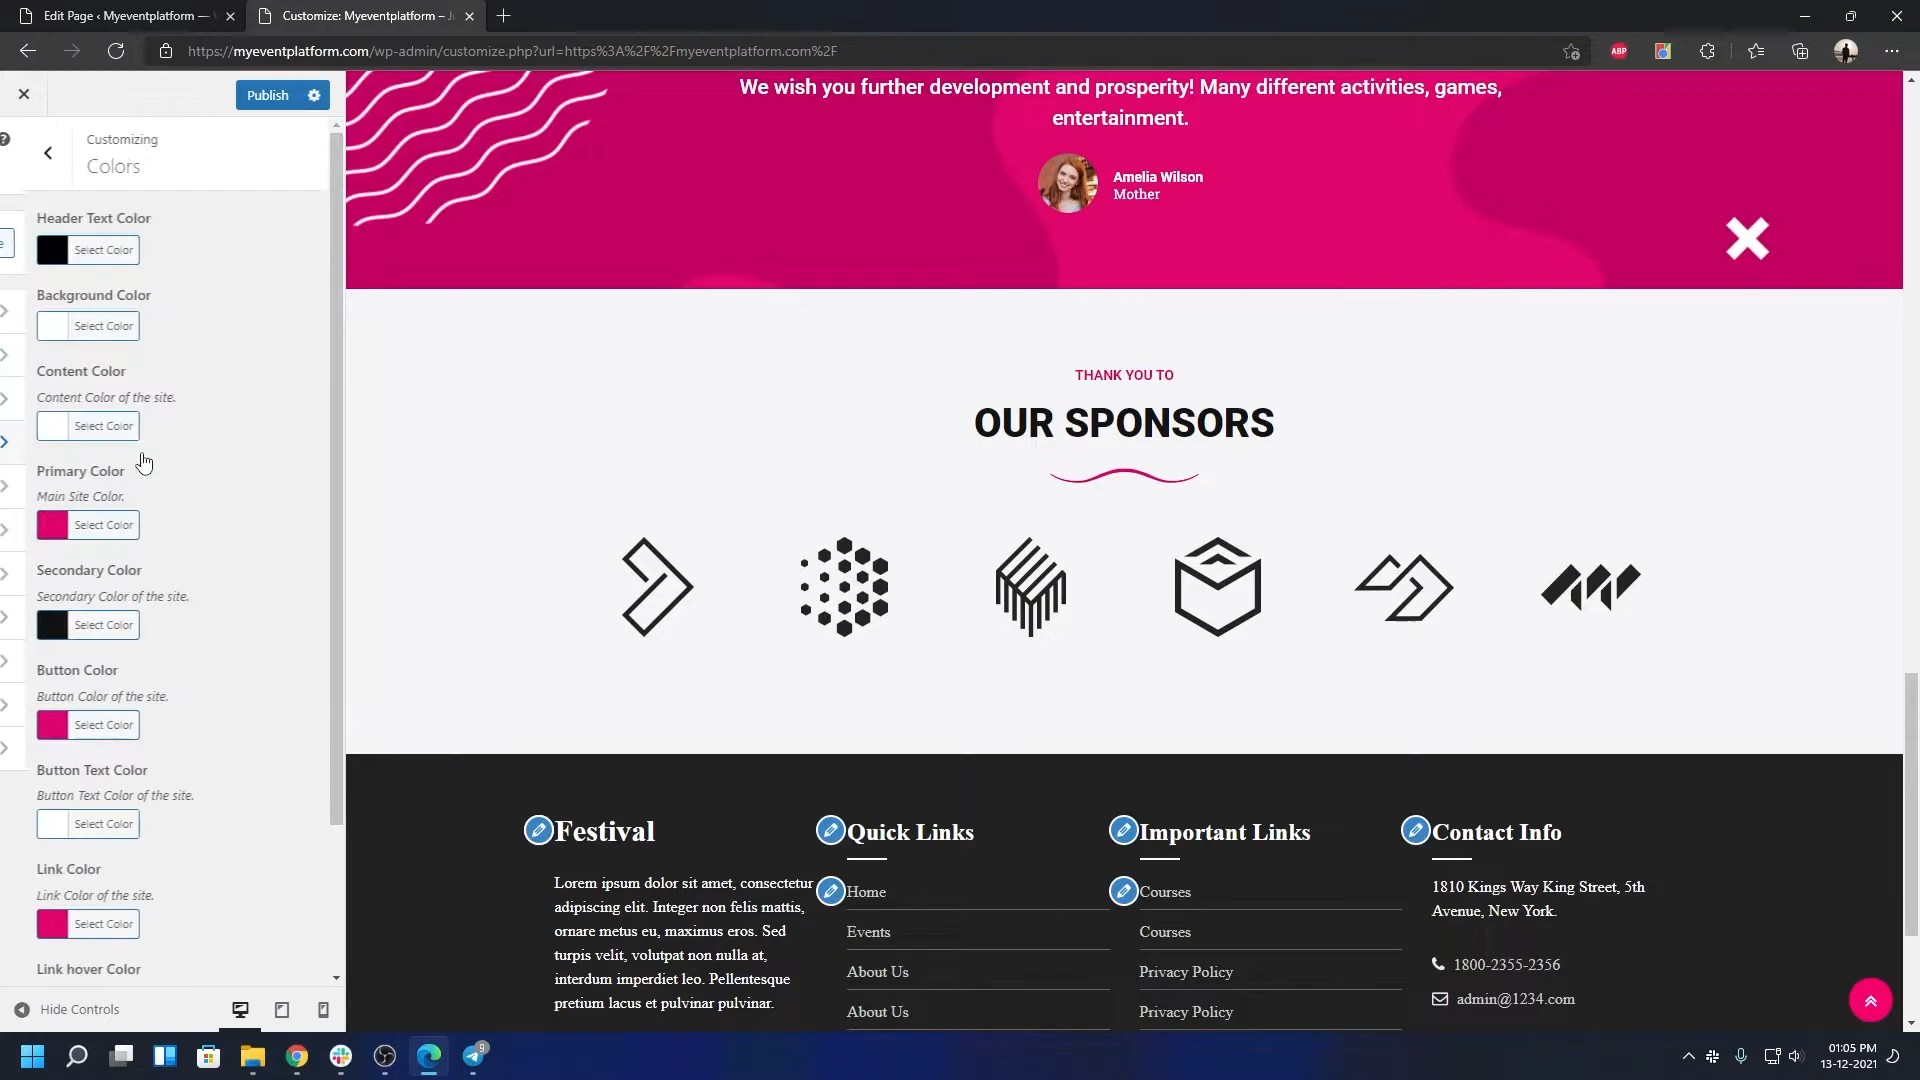 Edit Page ‹ Myeventplatform —
Customize: Myeventplatform –
https://myeventplatform.com/wp-admin/customize.php?url=https%3A%2F%2Fmyeventplatform.com%2F
ABP
Publish
Customizing
Colors
Header Text Color
Select Color
Background Color
Select Color
Content Color
Content Color of the site.
Select Color
Primary Color
Main Site Color.
Select Color
Secondary Color
Secondary Color of the site.
Select Color
Button Color
Button Color of the site.
Select Color
Button Text Color
Button Text Color of the site.
Select Color
Link Color
Link Color of the site.
Select Color
Link hover Color
Hide Controls
We wish you further development and prosperity! Many different activities, games,
entertainment.
Amelia Wilson
Mother
THANK YOU TO
OUR SPONSORS
Festival
Lorem ipsum dolor sit amet, consectetur
adipiscing elit. Integer non felis mattis,
ornare metus eu, maximus eros. Sed
turpis velit, volutpat non nulla at,
interdum imperdiet leo. Pellentesque
pretium lacus et pulvinar pulvinar.
Quick Links
Home
Events
About Us
About Us
Important Links
Courses
Courses
Privacy Policy
Privacy Policy
Contact Info
1810 Kings Way King Street, 5th
Avenue, New York.
1800-2355-2356
admin@1234.com
9
01:05 PM
13-12-2021